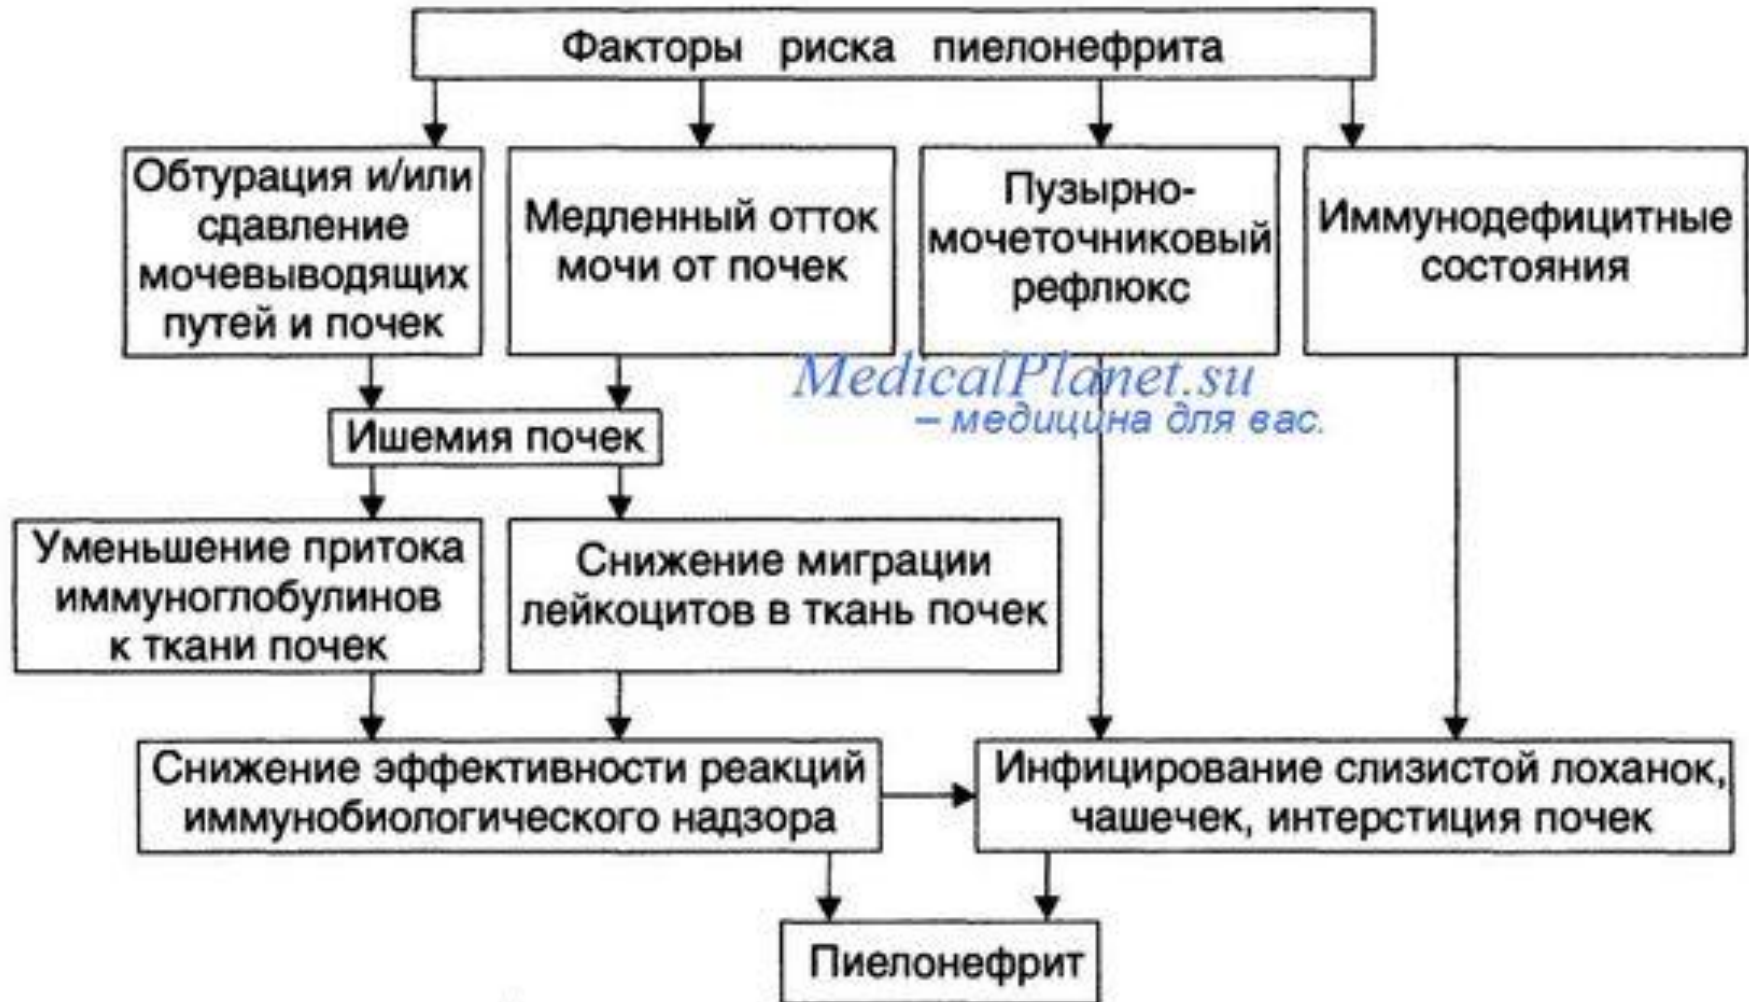 Факторы риска пиелонефрита
Обтурация и/или
сдавление
мочевыводящих
путей и почек
Медленный отток
мочи от почек
Пузырно-
мочеточниковый
рефлюкс
Иммунодефицитные
состояния
MedicalPlanet.su
– медицина для вас.
Ишемия почек
Уменьшение притока
иммуноглобулинов
к ткани почек
Снижение миграции
лейкоцитов в ткань почек
Снижение эффективности реакций
иммунобиологического надзора
Инфицирование слизистой лоханок,
чашечек, интерстиция почек
Пиелонефрит